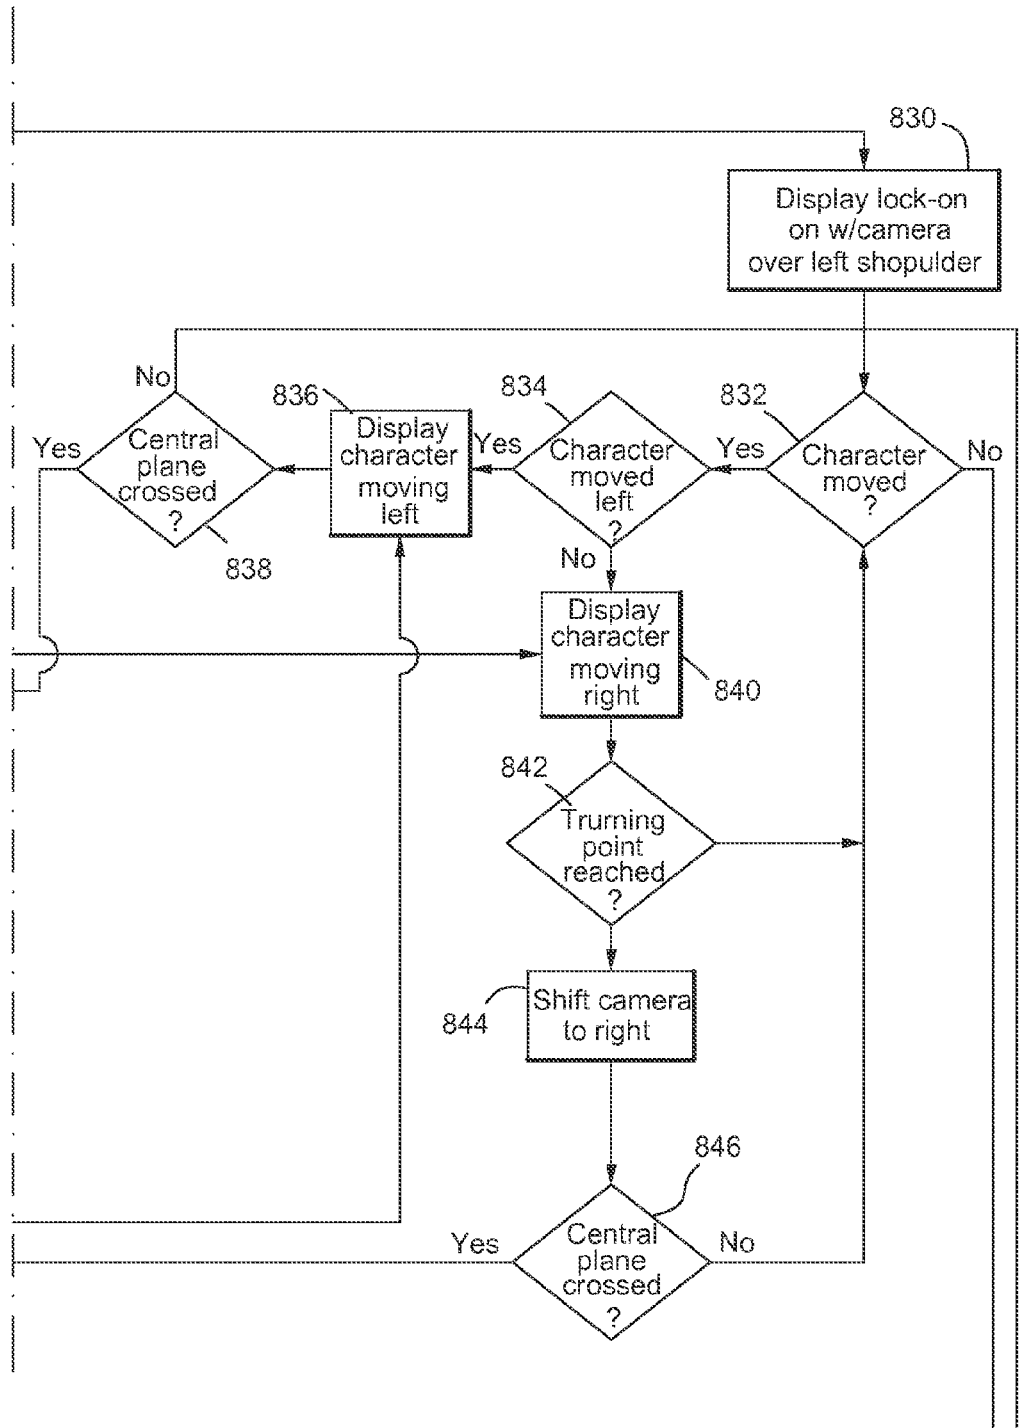 830
Display lock-on
on w/camera
over left shopulder
No
836
834
832
Yes
Central
plane
crossed
?
838
Display
character
moving
left
Yes
Character
moved
left
?
Yes
Character
moved
?
No
No
Display
character
moving
right
840
842
Trurning
point
reached
?
844
Shift camera
to right
846
Yes
Central
plane
crossed
?
No